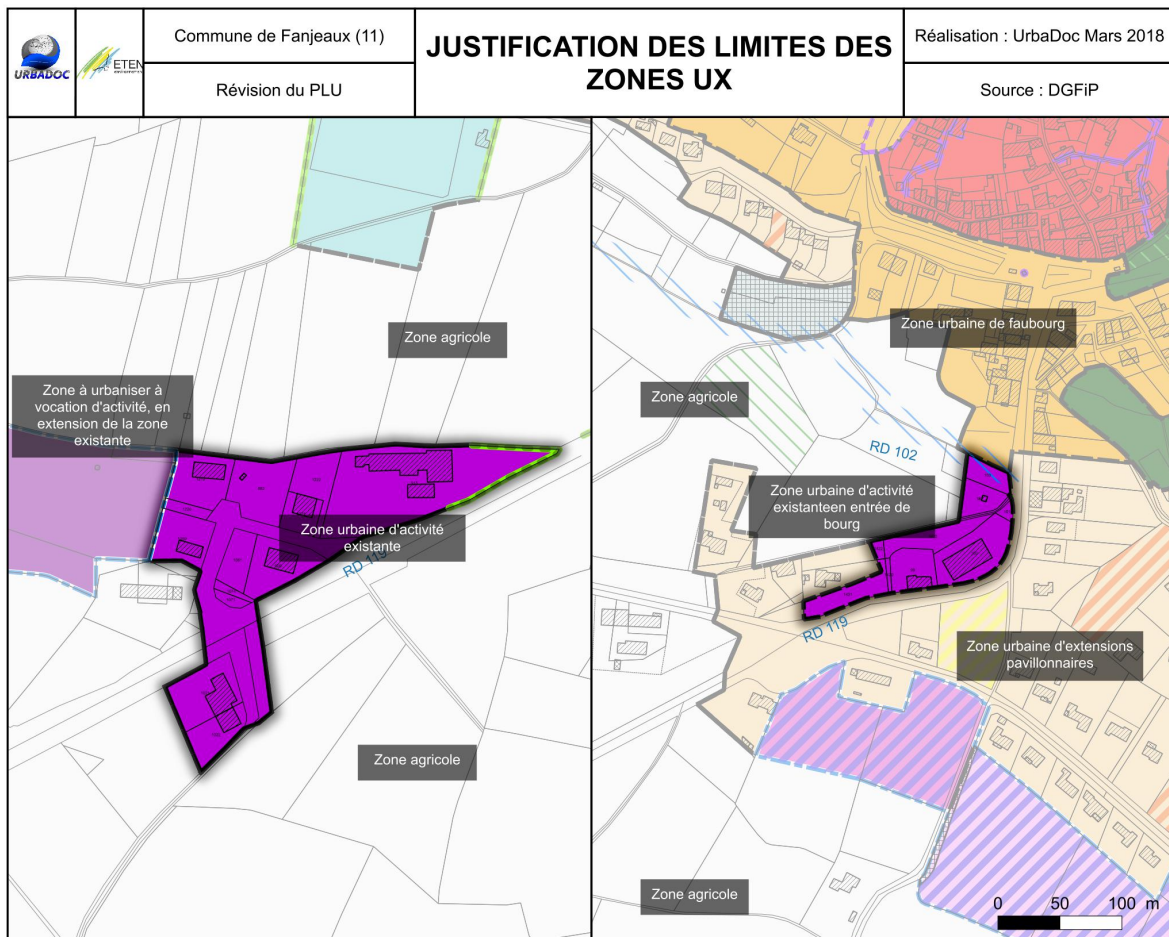 URBADOC
ETEN
environnement
Commune de Fanjeaux (11)
Révision du PLU
JUSTIFICATION DES LIMITES DES
ZONES UX
Réalisation : UrbaDoc Mars 2018
Source : DGFiP
Zone agricole
Zone à urbaniser à
vocation d'activité, en
extension de la zone
existante
Zone urbaine d'activité
existante
RD 119
Zone agricole
Zone urbaine de faubourg
Zone agricole
RD 102
Zone urbaine d'activité
existanteen entrée de
bourg
RD 119
Zone urbaine d'extensions
pavillonnaires
Zone agricole
0 50 100 m